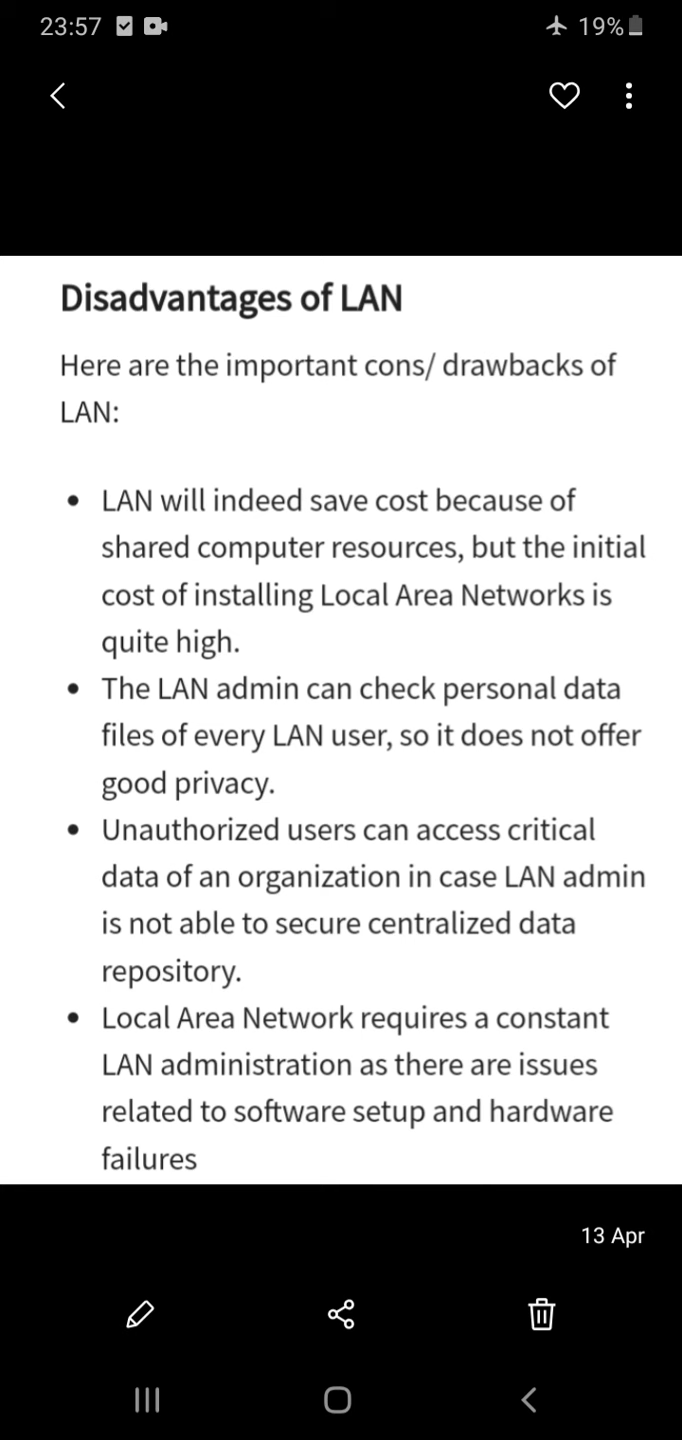 23:57 19%
Disadvantages of LAN
Here are the important cons/ drawbacks of
LAN:
• LAN will indeed save cost because of
shared computer resources, but the initial
cost of installing Local Area Networks is
quite high.
• The LAN admin can check personal data
files of every LAN user, so it does not offer
good privacy.
• Unauthorized users can access critical
data of an organization in case LAN admin
is not able to secure centralized data
repository.
• Local Area Network requires a constant
LAN administration as there are issues
related to software setup and hardware
failures
13 Apr